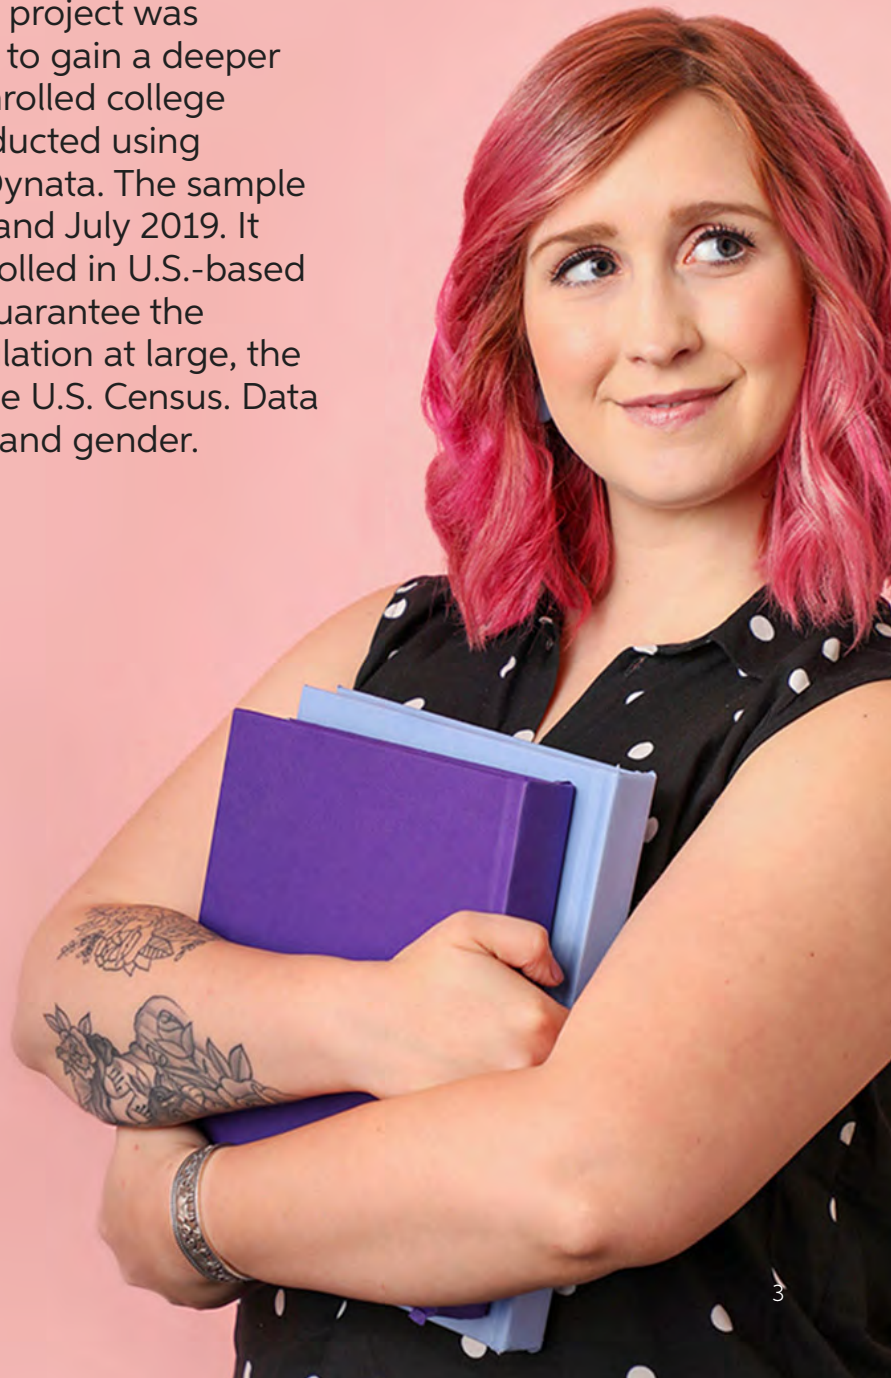 project was
to gain a deeper
rolled college
ducted using
Dynata. The sample
and July 2019. It
olled in U.S.-based
uarantee the
lation at large, the
e U.S. Census. Data
and gender.
3